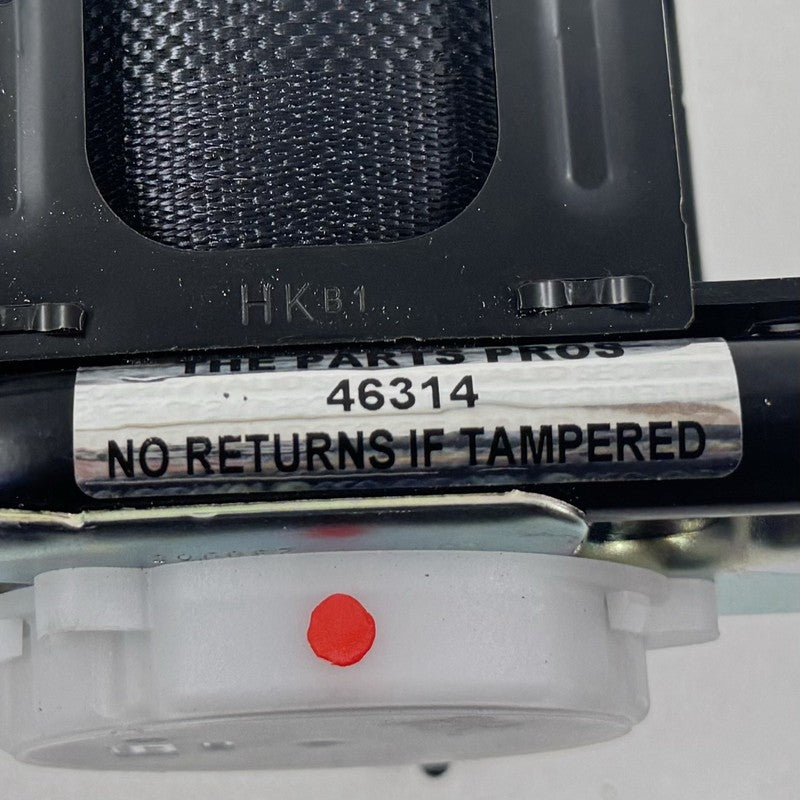 HKB1
THE PARTS PROS
46314
NO RETURNS IF TAMPERED